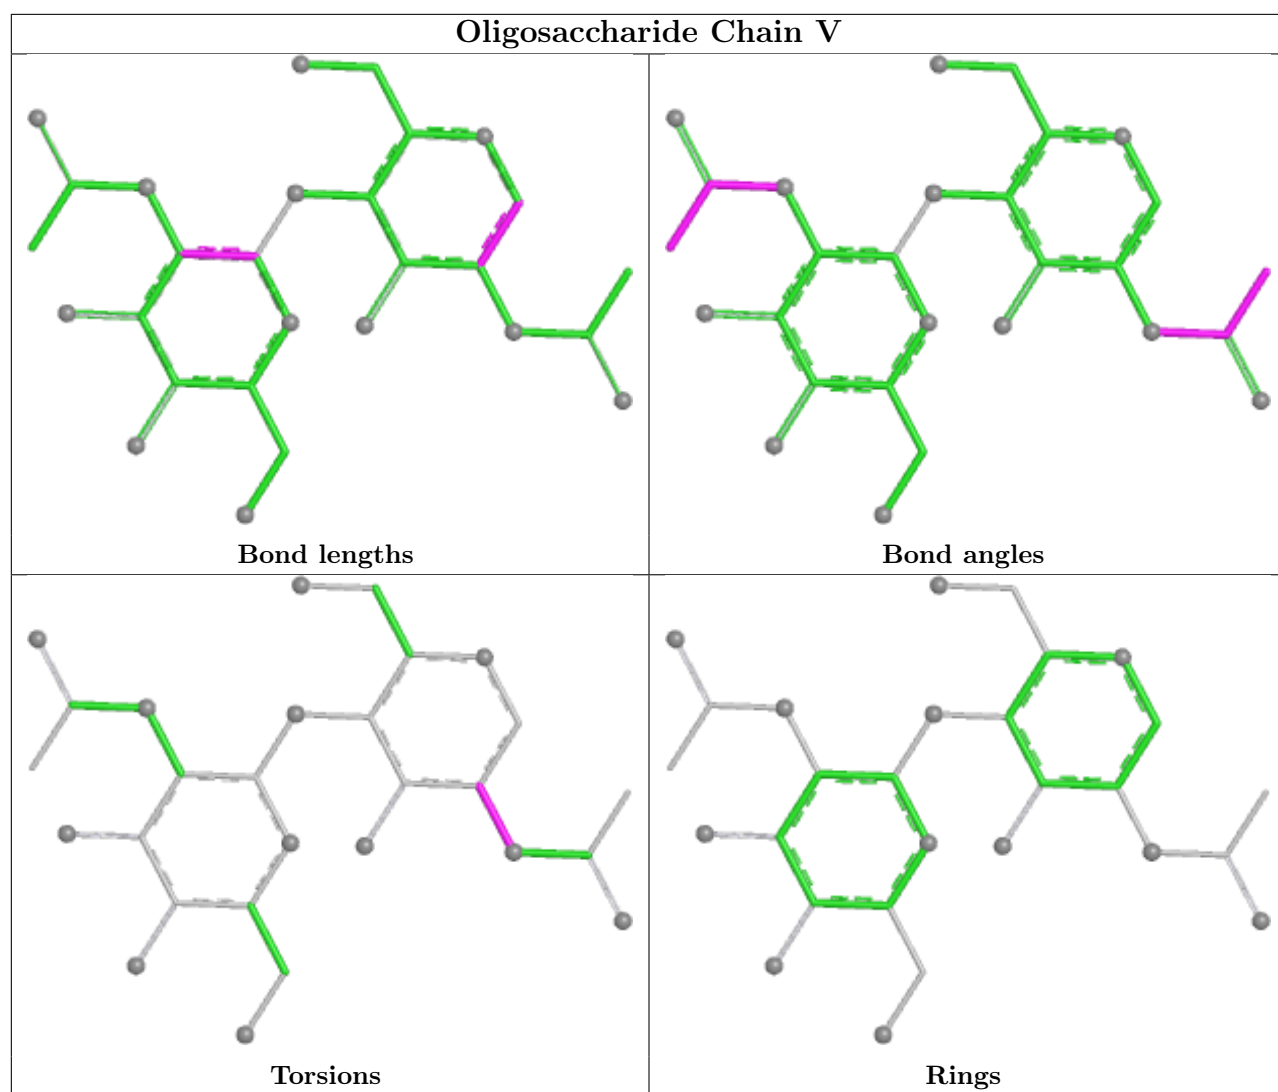 Oligosaccharide Chain V
Bond lengths
Bond angles
Torsions
Rings